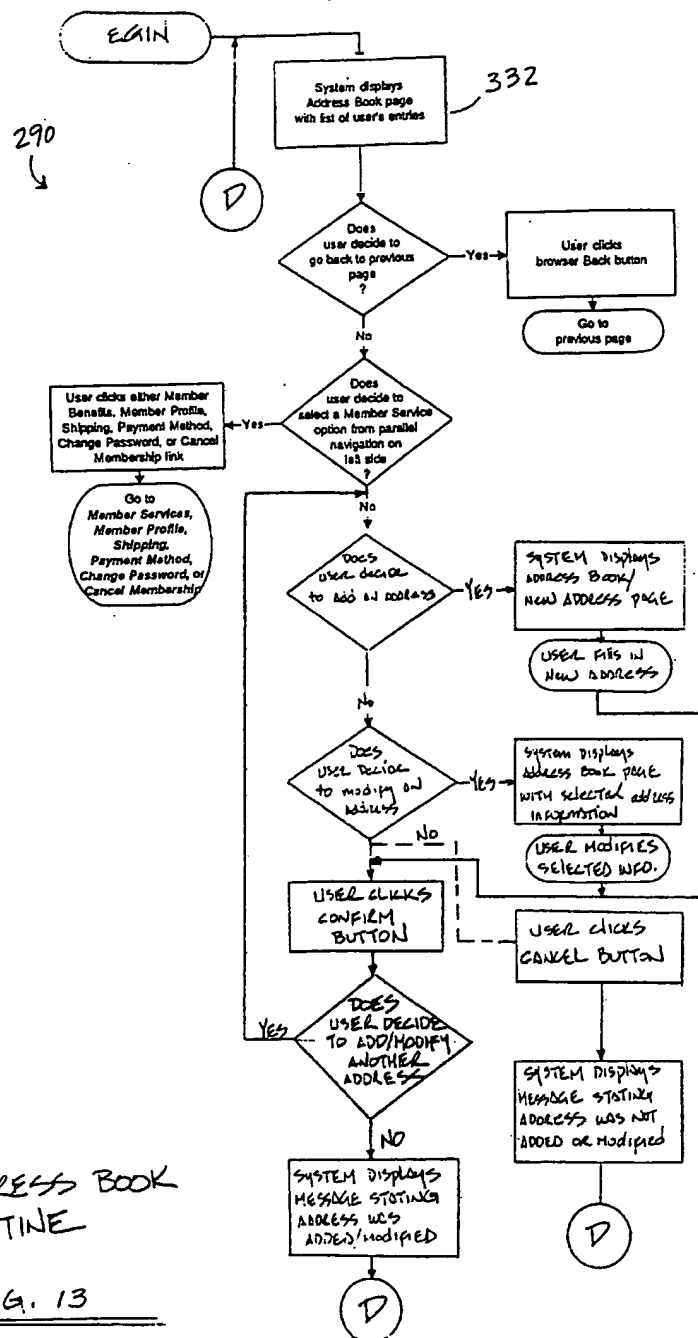 EGIN
System displays
Address Book page
with list of user's entries
332
290
D
Does
user decide to
go back to previous
page
?
Yes
User clicks
browser Back button
Go to
previous page
No
Does
user decide to
select a Member Service
option from parallel
navigation on
left side
?
Yes
User clicks either Member
Benefits, Member Profile,
Shipping, Payment Method,
Change Password, or Cancel
Membership link
Go to
Member Services,
Member Profile,
Shipping,
Payment Method,
Change Password, or
Cancel Membership
No
DOES
USER DECIDE
to ADD AN ADDRESS
YES
SYSTEM DISPLAYS
ADDRESS BOOK/
NEW ADDRESS PAGE
USER FILLS IN
NEW ADDRESS
No
DOES
USER DECIDE
to modify an
ADDRESS
YES
SYSTEM DISPLAYS
ADDRESS BOOK PAGE
WITH SELECTED address
INFORMATION
USER MODIFIES
SELECTED INFO.
NO
USER CLICKS
CONFIRM
BUTTON
USER CLICKS
CANCEL BUTTON
DOES
USER DECIDE
TO ADD/MODIFY
ANOTHER
ADDRESS
YES
SYSTEM DISPLAYS
MESSAGE STATING
ADDRESS WAS NOT
ADDED OR MODIFIED
NO
SYSTEM DISPLAYS
MESSAGE STATING
ADDRESS WAS
ADDED/MODIFIED
D
D
RESS BOOK
TINE
G. 13